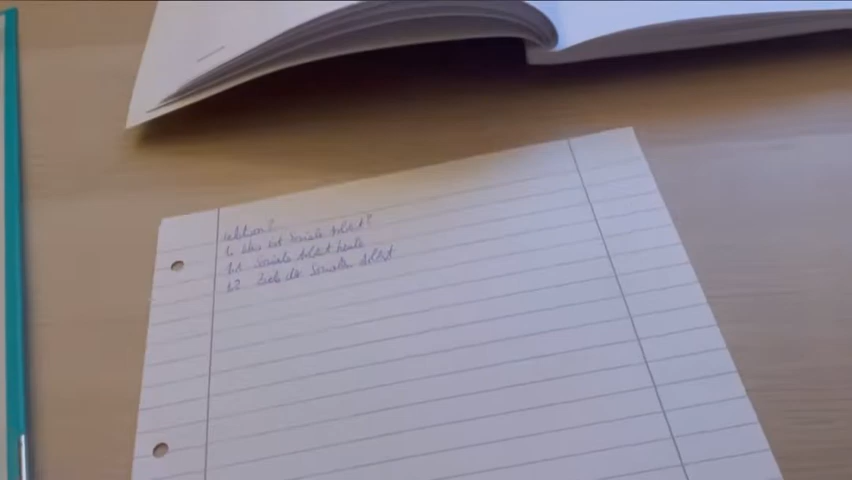 1. Was ist Soziale Arbeit?
1.1 Soziale Arbeit heute
1.2 Ziele der Sozialen Arbeit